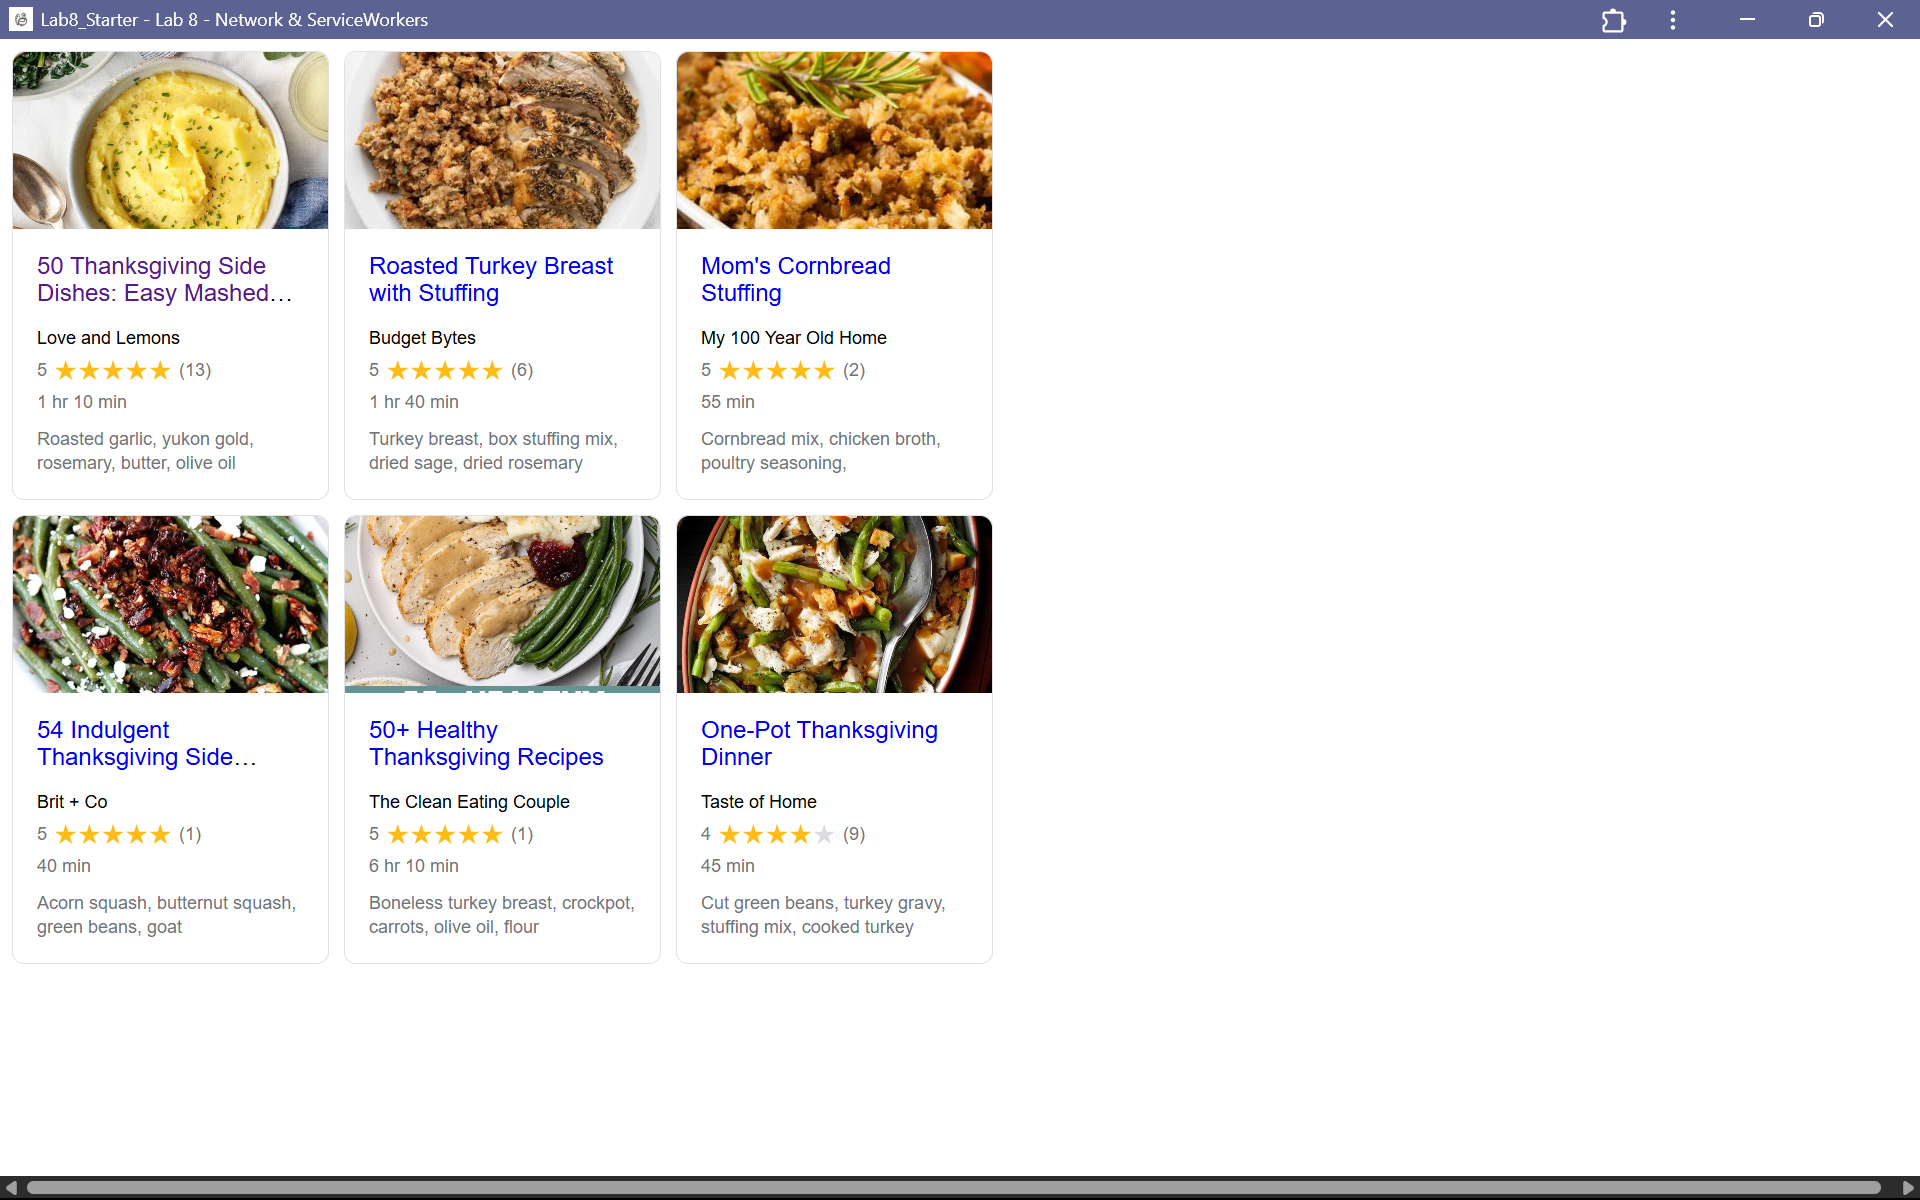 Lab8_Starter - Lab 8 - Network & ServiceWorkers
50 Thanksgiving Side
Dishes: Easy Mashed...
Love and Lemons
5 ★★★★★ (13)
1 hr 10 min
Roasted garlic, yukon gold,
rosemary, butter, olive oil
Roasted Turkey Breast
with Stuffing
Budget Bytes
5 ★★★★★ (6)
1 hr 40 min
Turkey breast, box stuffing mix,
dried sage, dried rosemary
Mom's Cornbread
Stuffing
My 100 Year Old Home
5 ★★★★★ (2)
55 min
Cornbread mix, chicken broth,
poultry seasoning,
54 Indulgent
Thanksgiving Side...
Brit + Co
5 ★★★★★ (1)
40 min
Acorn squash, butternut squash,
green beans, goat
50+ Healthy
Thanksgiving Recipes
The Clean Eating Couple
5 ★★★★★ (1)
6 hr 10 min
Boneless turkey breast, crockpot,
carrots, olive oil, flour
One-Pot Thanksgiving
Dinner
Taste of Home
4 ★★★★★ (9)
45 min
Cut green beans, turkey gravy,
stuffing mix, cooked turkey